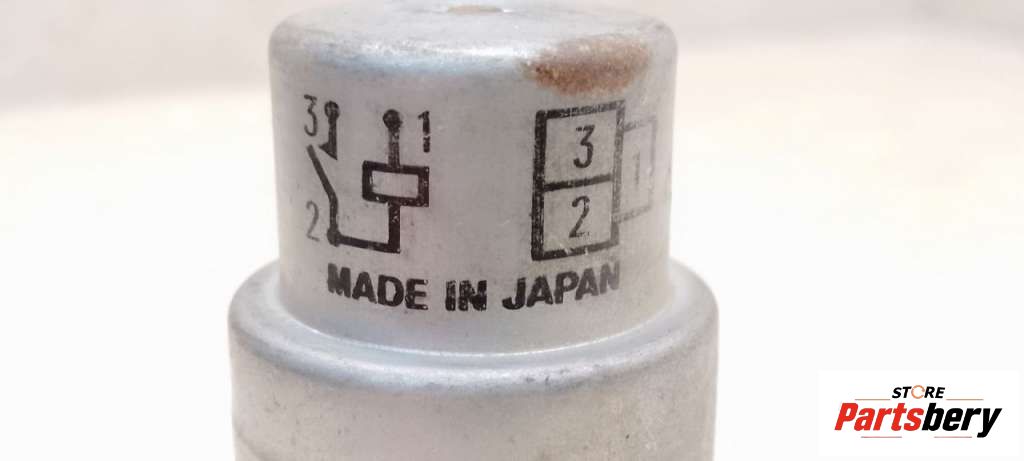 3 1
3
1
2
2
MADE IN JAPAN
STORE
Partsbery